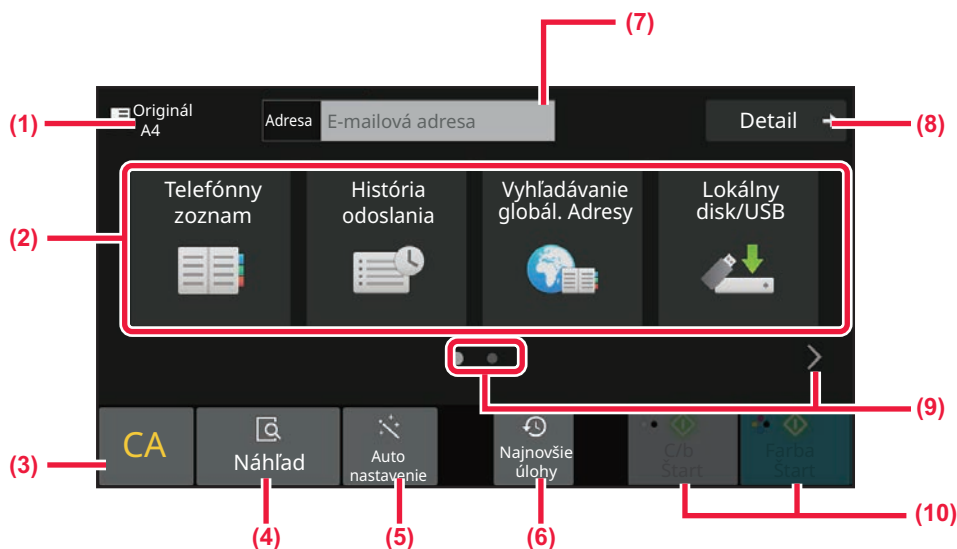 (7)
(1)
Originál
A4
Adresa
E-mailová adresa
Detail
(8)
(2)
Telefónny
zoznam
História
odoslania
Vyhľadávanie
globál. Adresy
Lokálny
disk/USB
(9)
(3)
CA
Náhľad
Auto
nastavenie
Najnovšie
úlohy
C/b
Štart
Farba
Štart
(4)
(5)
(6)
(10)